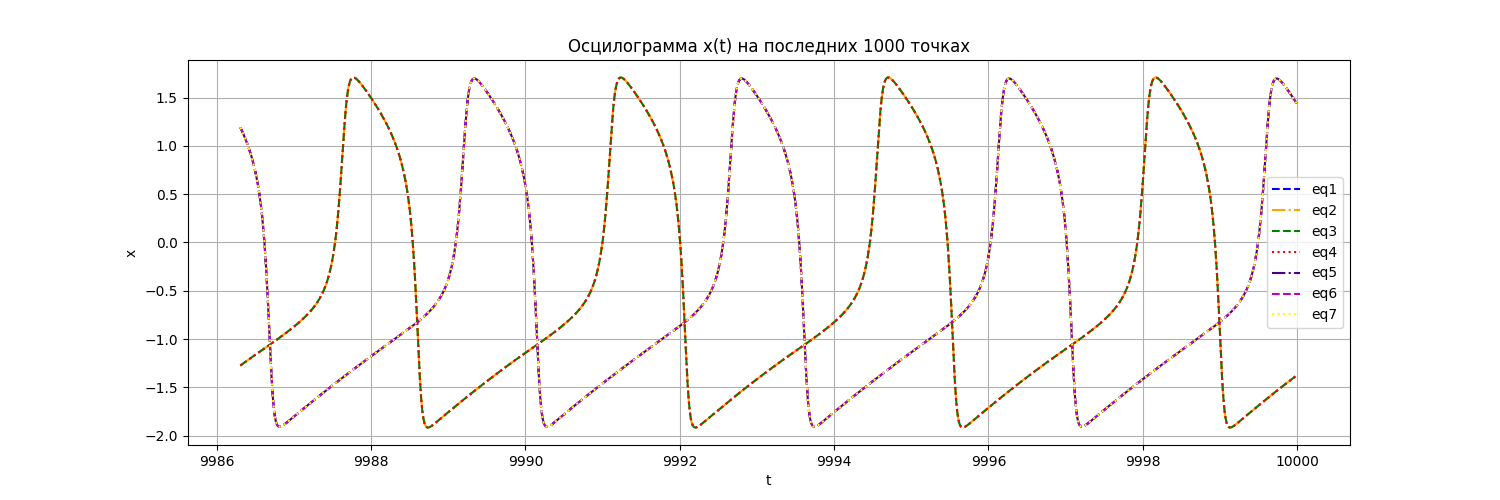 Осцилограмма x(t) на последних 1000 точках
x
1.5
1.0
0.5
0.0
−0.5
−1.0
−1.5
−2.0
eq1
eq2
eq3
eq4
eq5
eq6
eq7
9986 9988 9990 9992 9994 9996 9998 10000
t